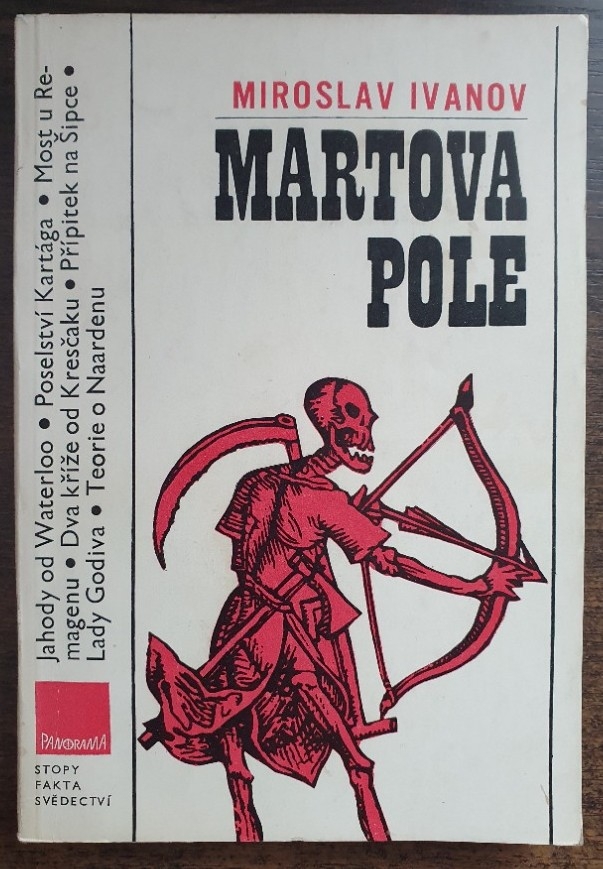 MIROSLAV IVANOV
MARTOVA
POLE
Jahody od Waterloo • Poselství Kartága • Most u Re-
magenu • Dva kříže od Kresčaku • Přípitek na Šipce •
Lady Godiva • Teorie o Naardenu
PANORAMA
STOPY
FAKTA
SVĚDECTVÍ